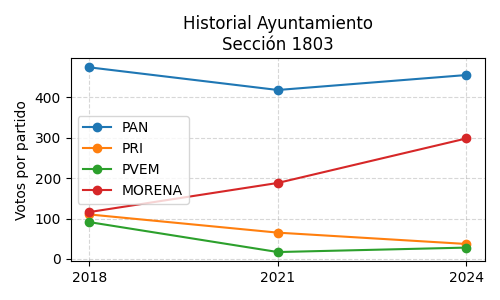 Historial Ayuntamiento
Sección 1803
Votos por partido
400
300
200
100
0
PAN
PRI
PVEM
MORENA
2018 2021 2024